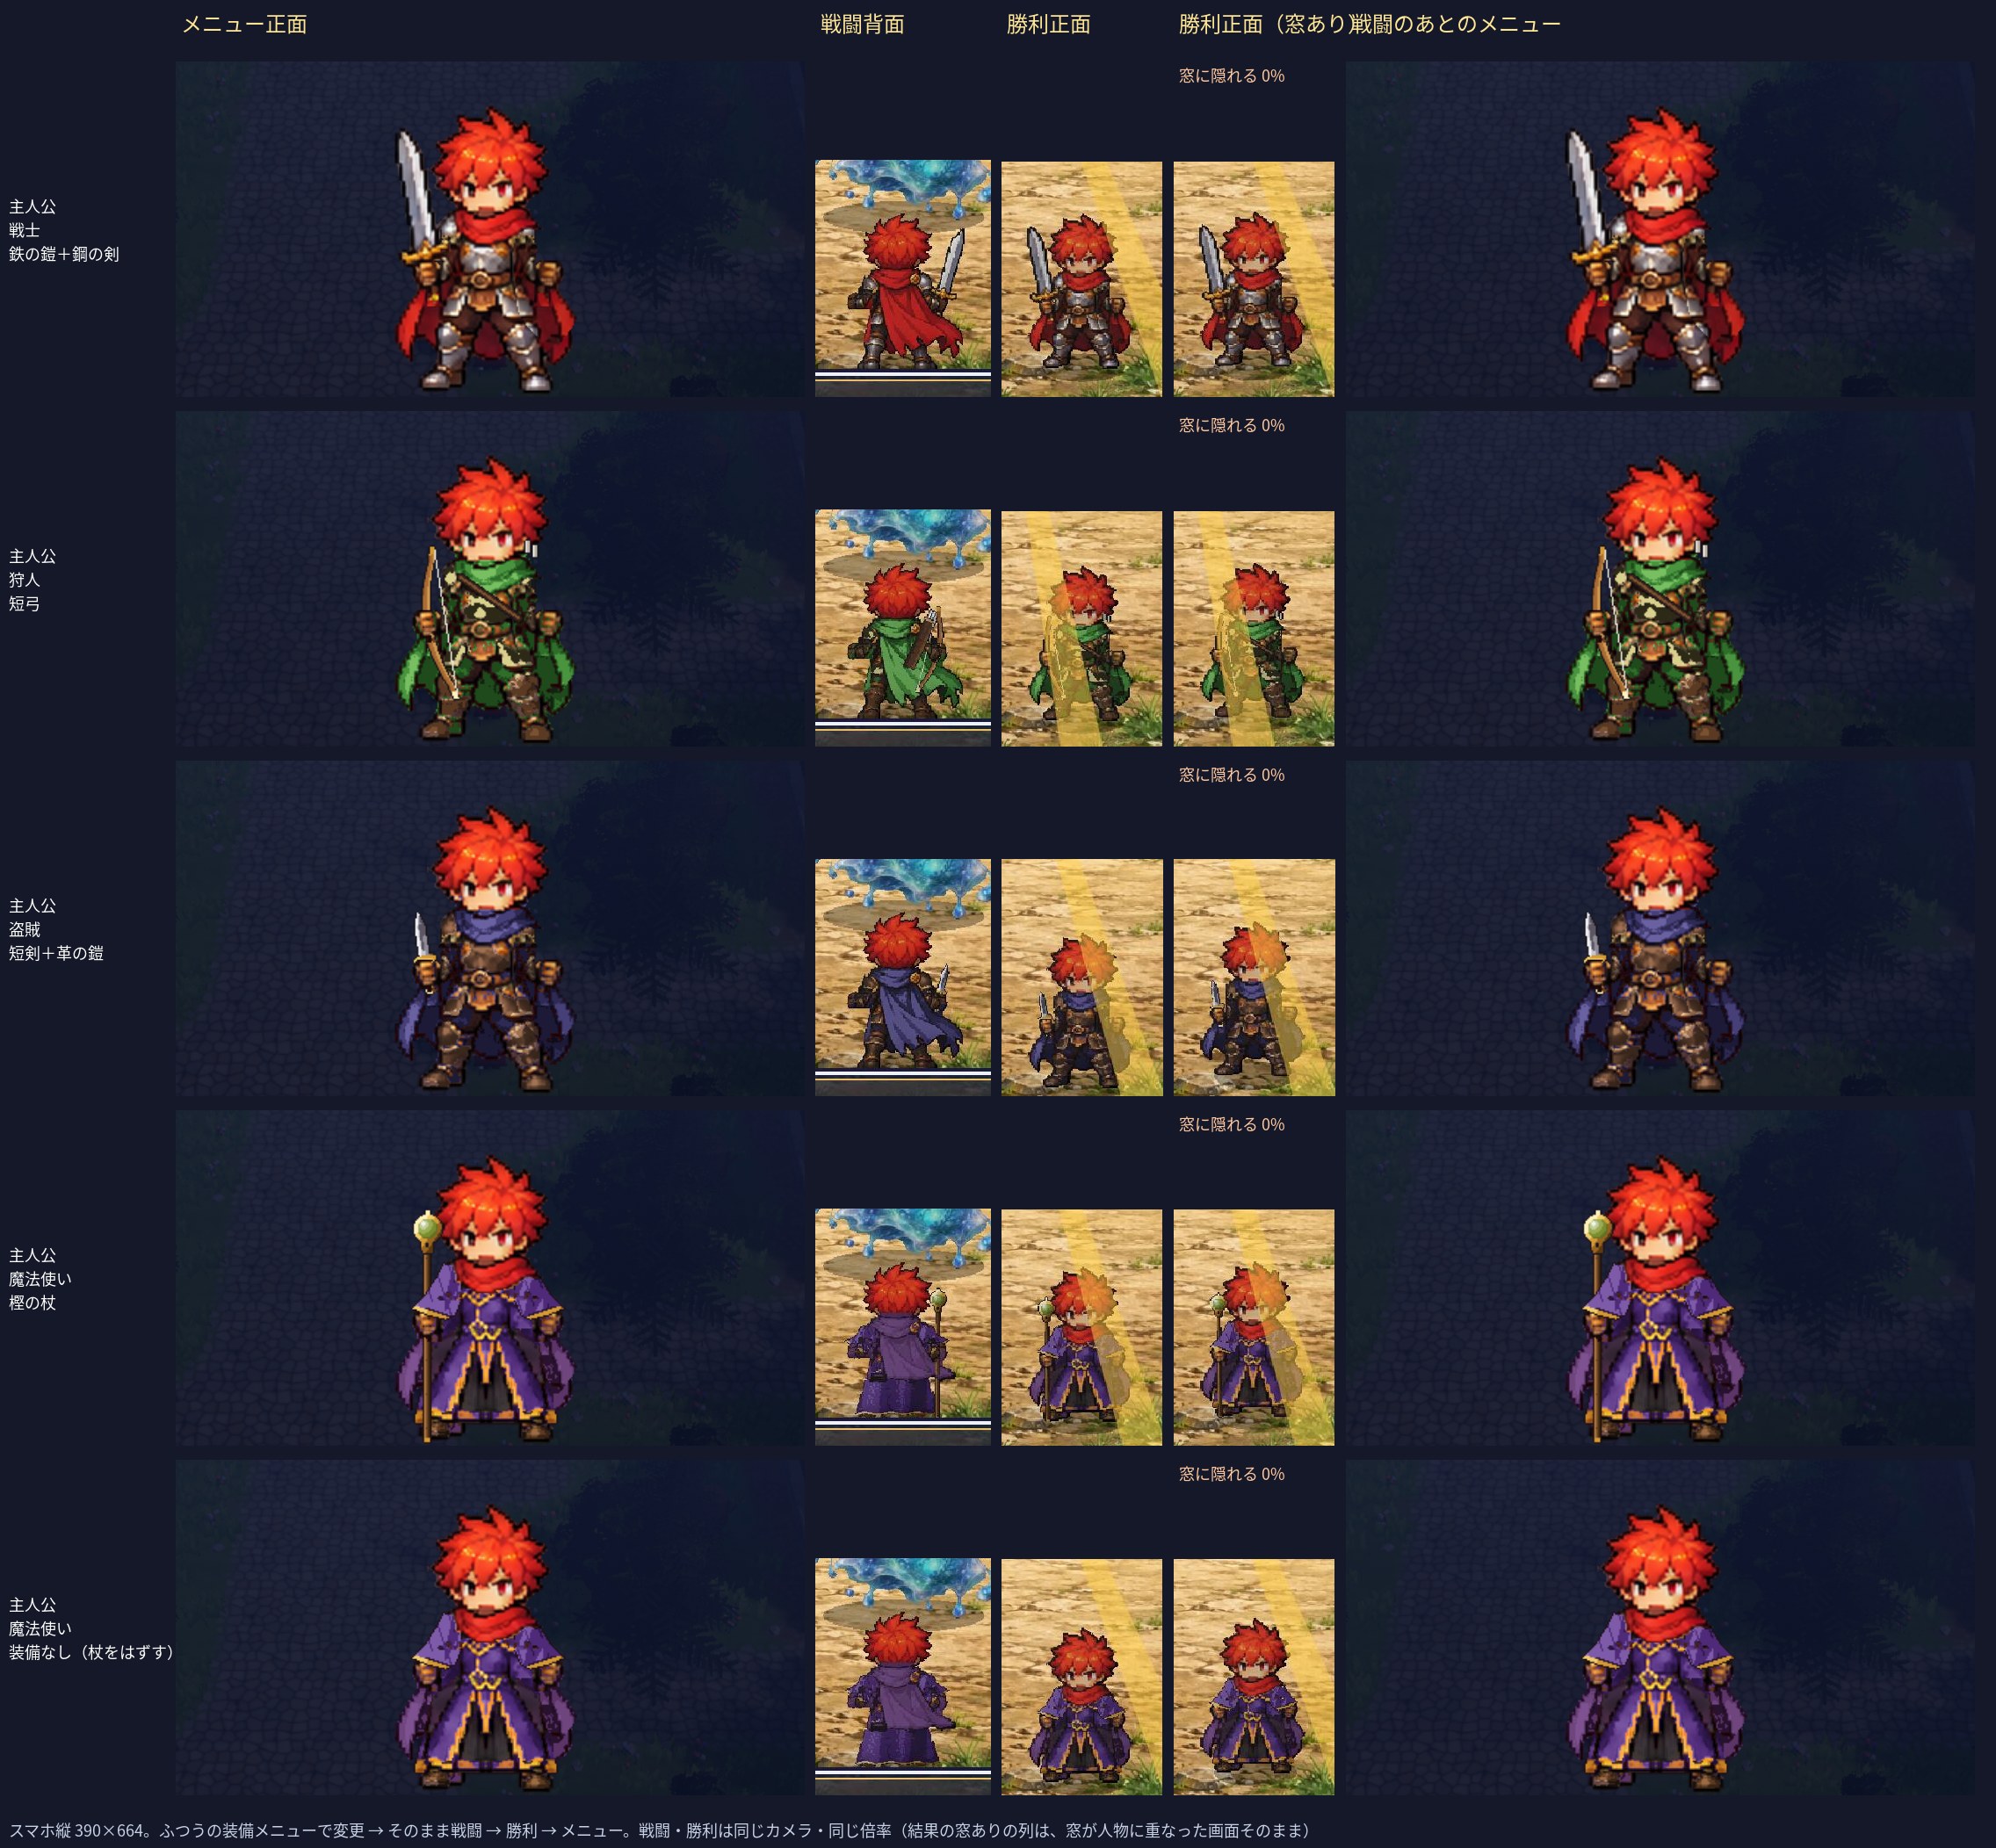 メニュー正面
戦闘背面
勝利正面
勝利正面（窓あり）
戦闘のあとのメニュー
主人公
戦士
鉄の鎧＋鋼の剣
窓に隠れる 0%
主人公
狩人
短弓
窓に隠れる 0%
主人公
盗賊
短剣＋革の鎧
窓に隠れる 0%
主人公
魔法使い
樫の杖
窓に隠れる 0%
主人公
魔法使い
装備なし（杖をはずす）
窓に隠れる 0%
スマホ縦 390×664。ふつうの装備メニューで変更 → そのまま戦闘 → 勝利 → メニュー。戦闘・勝利は同じカメラ・同じ倍率（結果の窓ありの列は、窓が人物に重なった画面そのまま）